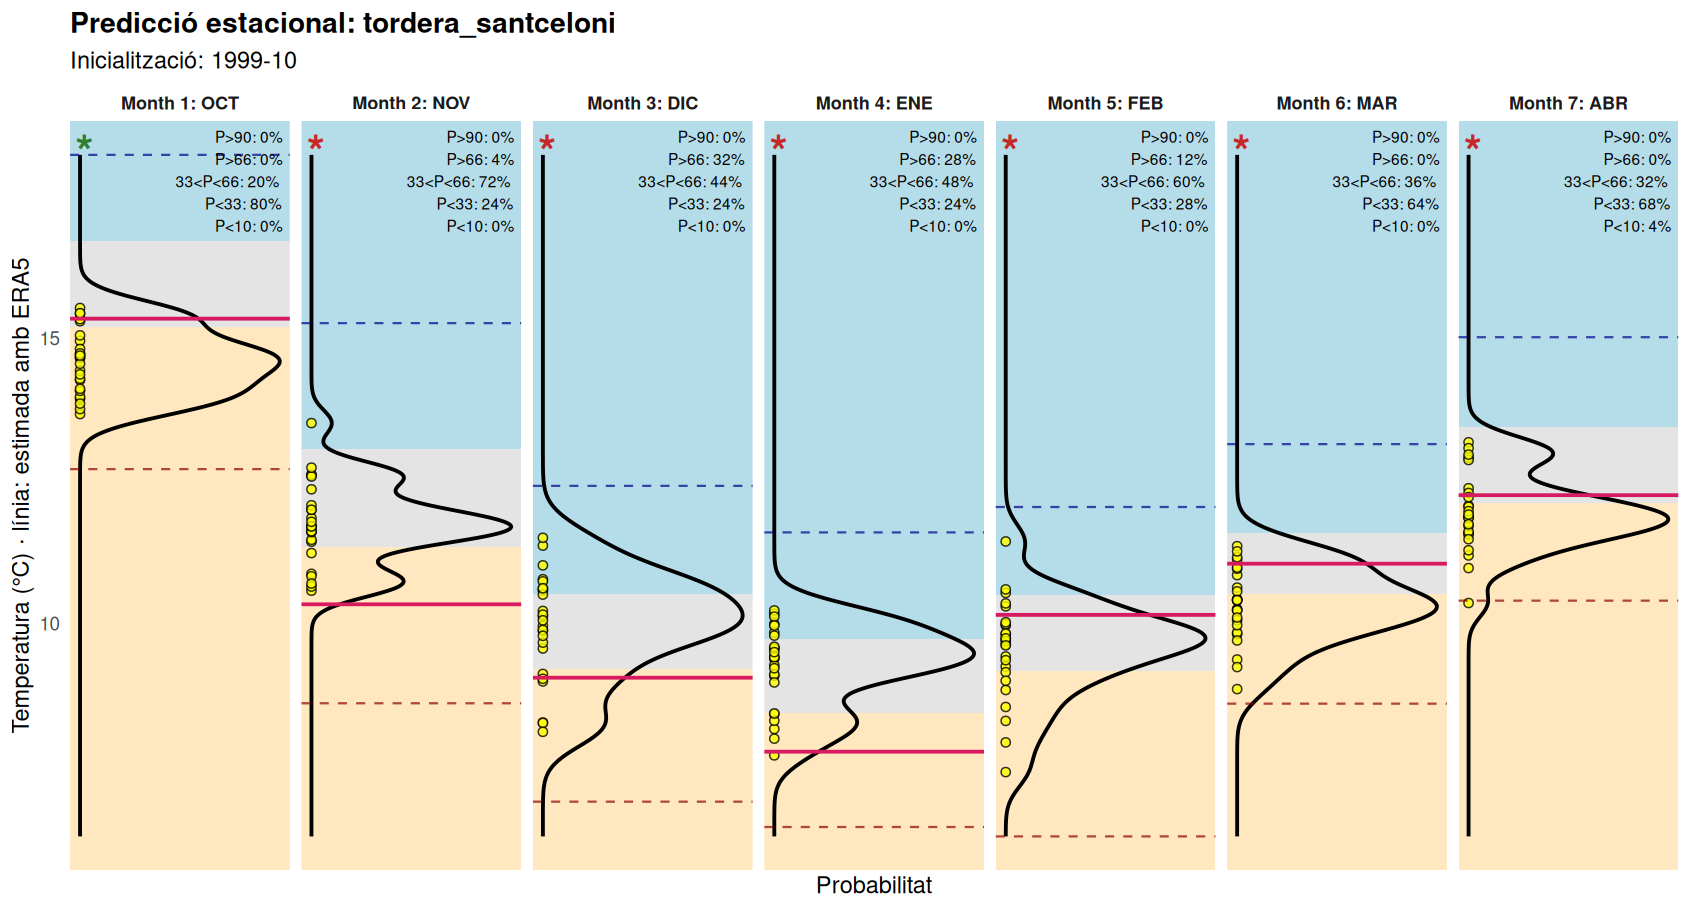 Predicció estacional: tordera_santceloni
Inicialització: 1999-10
Month 1: OCT
Month 2: NOV
Month 3: DIC
Month 4: ENE
Month 5: FEB
Month 6: MAR
Month 7: ABR
*
P>90: 0%
P>66: 0%
33<P<66: 20%
P<33: 80%
P<10: 0%
*
P>90: 0%
P>66: 4%
33<P<66: 72%
P<33: 24%
P<10: 0%
*
P>90: 0%
P>66: 32%
33<P<66: 44%
P<33: 24%
P<10: 0%
*
P>90: 0%
P>66: 28%
33<P<66: 48%
P<33: 24%
P<10: 0%
*
P>90: 0%
P>66: 12%
33<P<66: 60%
P<33: 28%
P<10: 0%
*
P>90: 0%
P>66: 0%
33<P<66: 36%
P<33: 64%
P<10: 0%
*
P>90: 0%
P>66: 0%
33<P<66: 32%
P<33: 68%
P<10: 4%
Temperatura (°C) · línia: estimada amb ERA5
15
10
Probabilitat